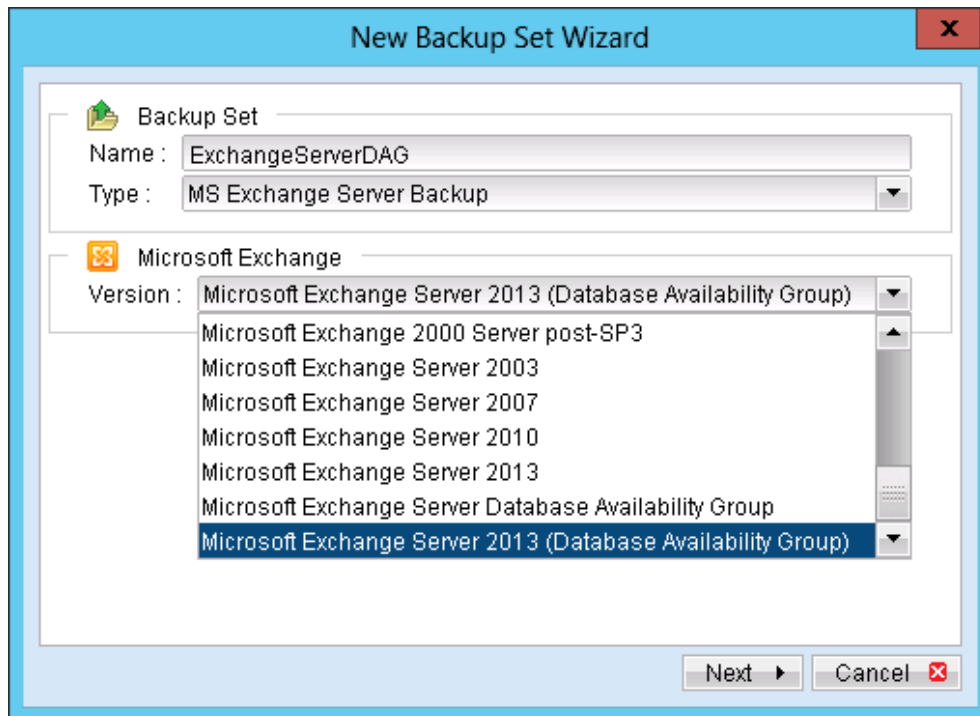 New Backup Set Wizard
x
Backup Set
Name : ExchangeServerDAG
Type : MS Exchange Server Backup
Microsoft Exchange
Version : Microsoft Exchange Server 2013 (Database Availability Group)
Microsoft Exchange 2000 Server post-SP3
Microsoft Exchange Server 2003
Microsoft Exchange Server 2007
Microsoft Exchange Server 2010
Microsoft Exchange Server 2013
Microsoft Exchange Server Database Availability Group
Microsoft Exchange Server 2013 (Database Availability Group)
Next Cancel